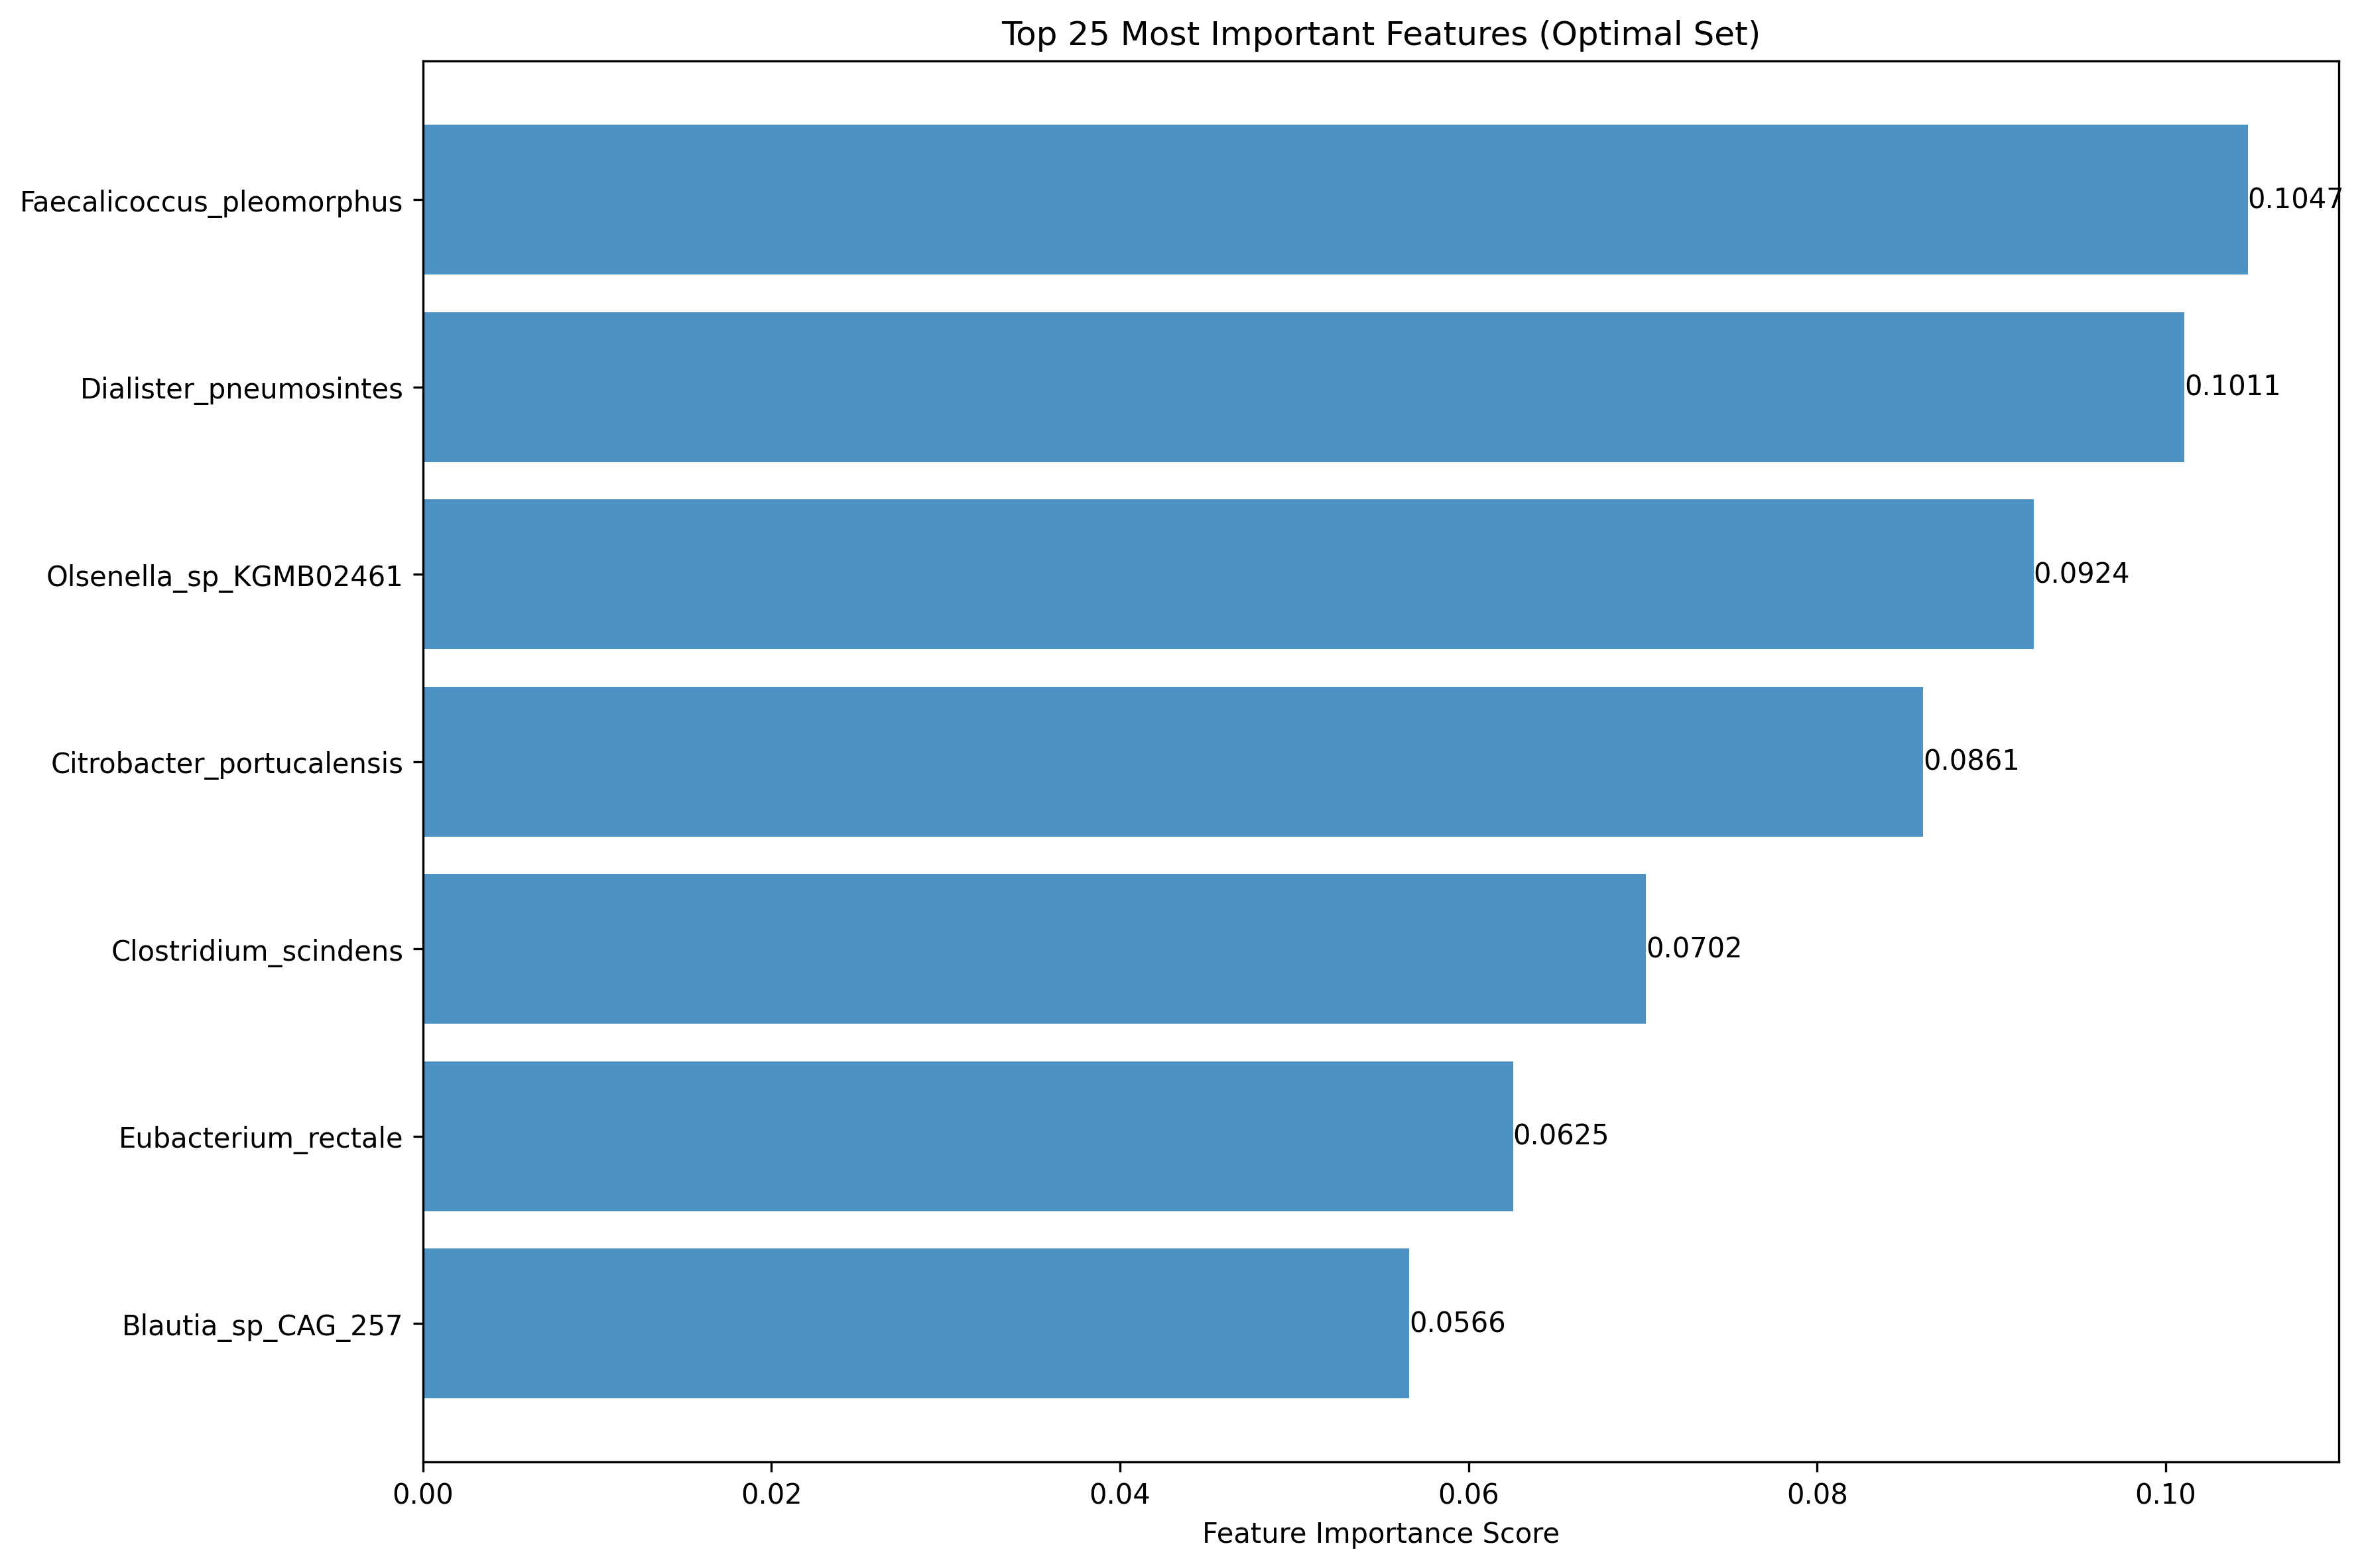 Top 25 Most Important Features (Optimal Set)
Faecalicoccus_pleomorphus 0.1047
Dialister_pneumosintes 0.1011
Olsenella_sp_KGMB02461 0.0924
Citrobacter_portucalensis 0.0861
Clostridium_scindens 0.0702
Eubacterium_rectale 0.0625
Blautia_sp_CAG_257 0.0566
0.00 0.02 0.04 0.06 0.08 0.10
Feature Importance Score